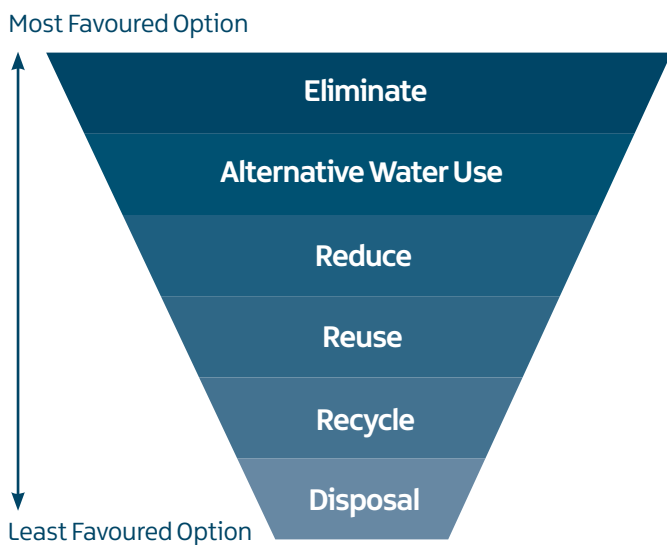 Most Favoured Option
Eliminate
Alternative Water Use
Reduce
Reuse
Recycle
Disposal
Least Favoured Option